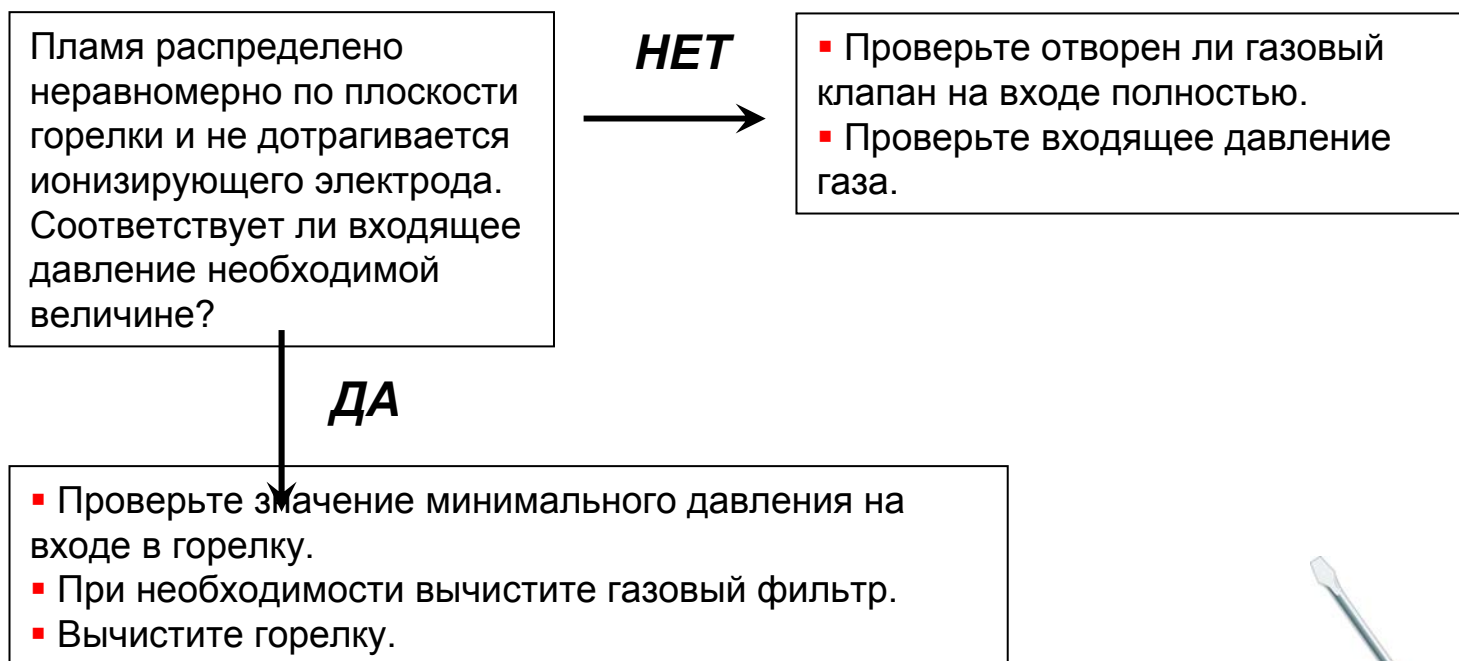 Пламя распределено
неравномерно по плоскости
горелки и не дотрагивается
ионизирующего электрода.
Соответствует ли входящее
давление необходимой
величине?
НЕТ
▪ Проверьте отворен ли газовый
клапан на входе полностью.
▪ Проверьте входящее давление
газа.
ДА
▪ Проверьте значение минимального давления на
входе в горелку.
▪ При необходимости вычистите газовый фильтр.
▪ Вычистите горелку.